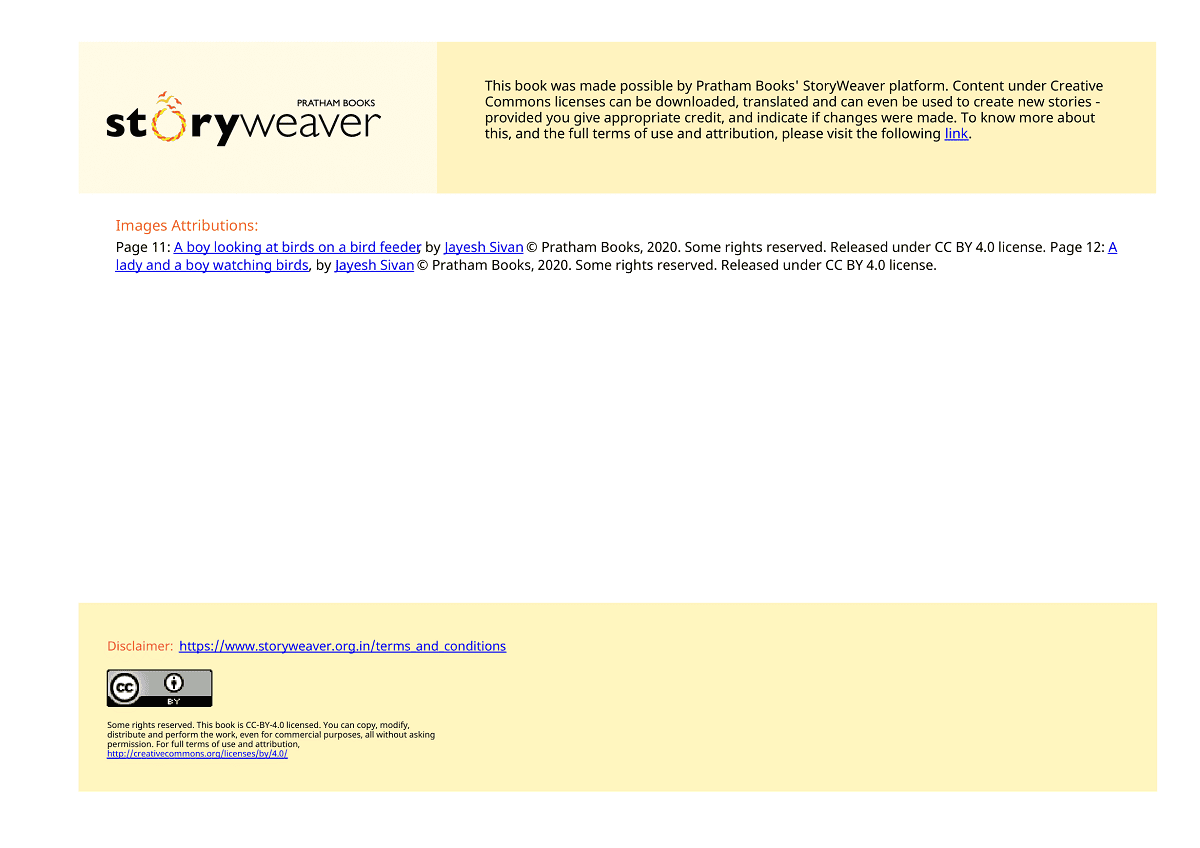 PRATHAM BOOKS
storyweaver
This book was made possible by Pratham Books' StoryWeaver platform. Content under Creative
Commons licenses can be downloaded, translated and can even be used to create new stories -
provided you give appropriate credit, and indicate if changes were made. To know more about
this, and the full terms of use and attribution, please visit the following link.
Images Attributions:
Page 11: A boy looking at birds on a bird feeder, by Jayesh Sivan © Pratham Books, 2020. Some rights reserved. Released under CC BY 4.0 license. Page 12: A
lady and a boy watching birds, by Jayesh Sivan © Pratham Books, 2020. Some rights reserved. Released under CC BY 4.0 license.
Disclaimer: https://www.storyweaver.org.in/terms_and_conditions
CC BY
Some rights reserved. This book is CC-BY-4.0 licensed. You can copy, modify,
distribute and perform the work, even for commercial purposes, all without asking
permission. For full terms of use and attribution,
http://creativecommons.org/licenses/by/4.0/